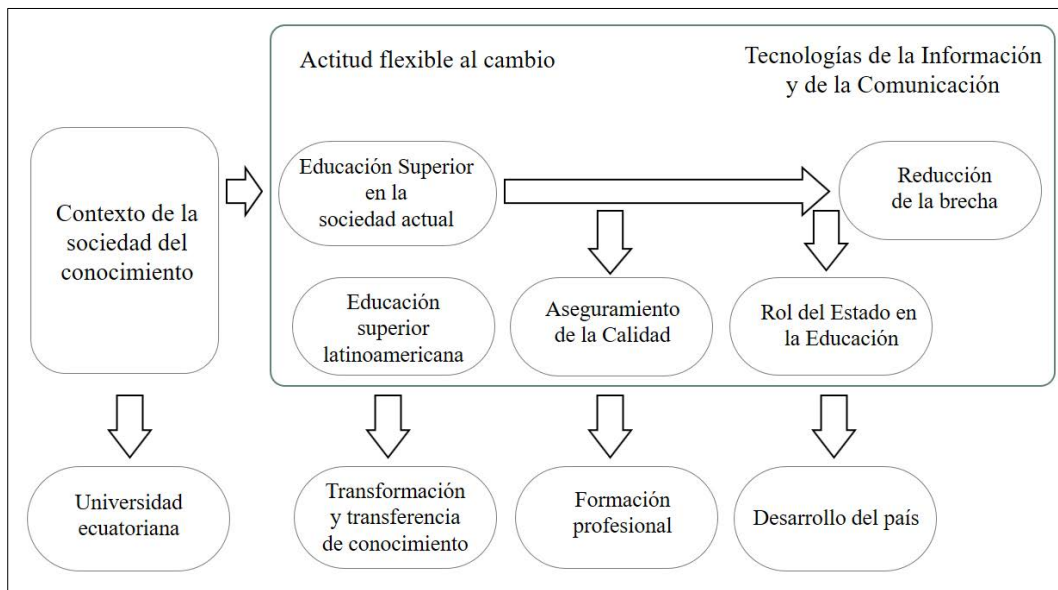 Actitud flexible al cambio
Tecnologías de la Información
y de la Comunicación
Contexto de la
sociedad del
conocimiento
Educación Superior
en la
sociedad actual
Reducción
de la brecha
Educación
superior
latinoamericana
Aseguramiento
de la Calidad
Rol del Estado en
la Educación
Universidad
ecuatoriana
Transformación
y transferencia
de conocimiento
Formación
profesional
Desarrollo del país